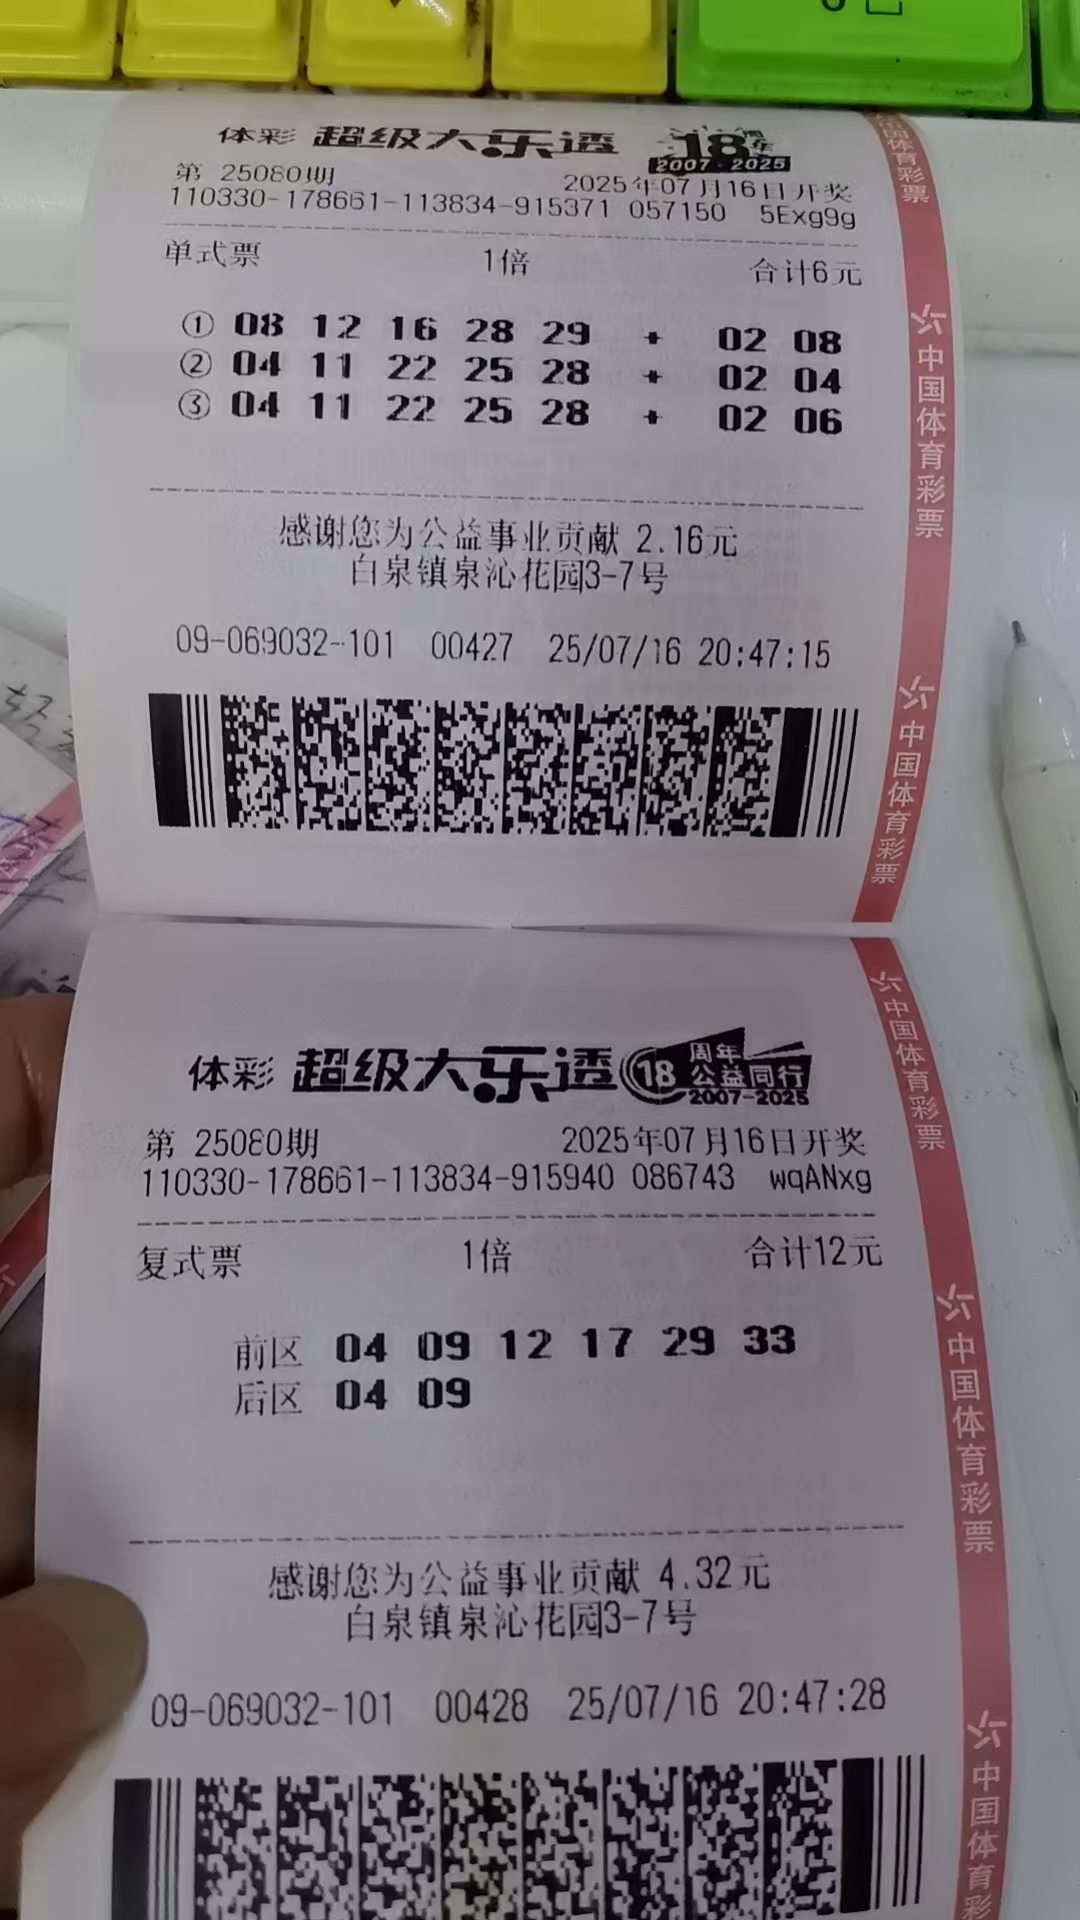 体彩 超级大乐透 18周年 2007-2025
第 25080期 2025年07月16日开奖
110330-178661-113834-915371 057150 5Exg9g
单式票 1倍 合计6元
① 08 12 16 28 29 + 02 08
② 04 11 22 25 28 + 02 04
③ 04 11 22 25 28 + 02 06
感谢您为公益事业贡献 2.16元
白泉镇泉沁花园3-7号
09-069032-101 00427 25/07/16 20:47:15
中国体育彩票
中国体育彩票
中国体育彩票
体彩 超级大乐透 18周年 公益同行 2007-2025
第 25080期 2025年07月16日开奖
110330-178661-113834-915940 086743 wqANxg
复式票 1倍 合计12元
前区 04 09 12 17 29 33
后区 04 09
感谢您为公益事业贡献 4.32元
白泉镇泉沁花园3-7号
09-069032-101 00428 25/07/16 20:47:28
中国体育彩票
中国体育彩票
中国体育彩